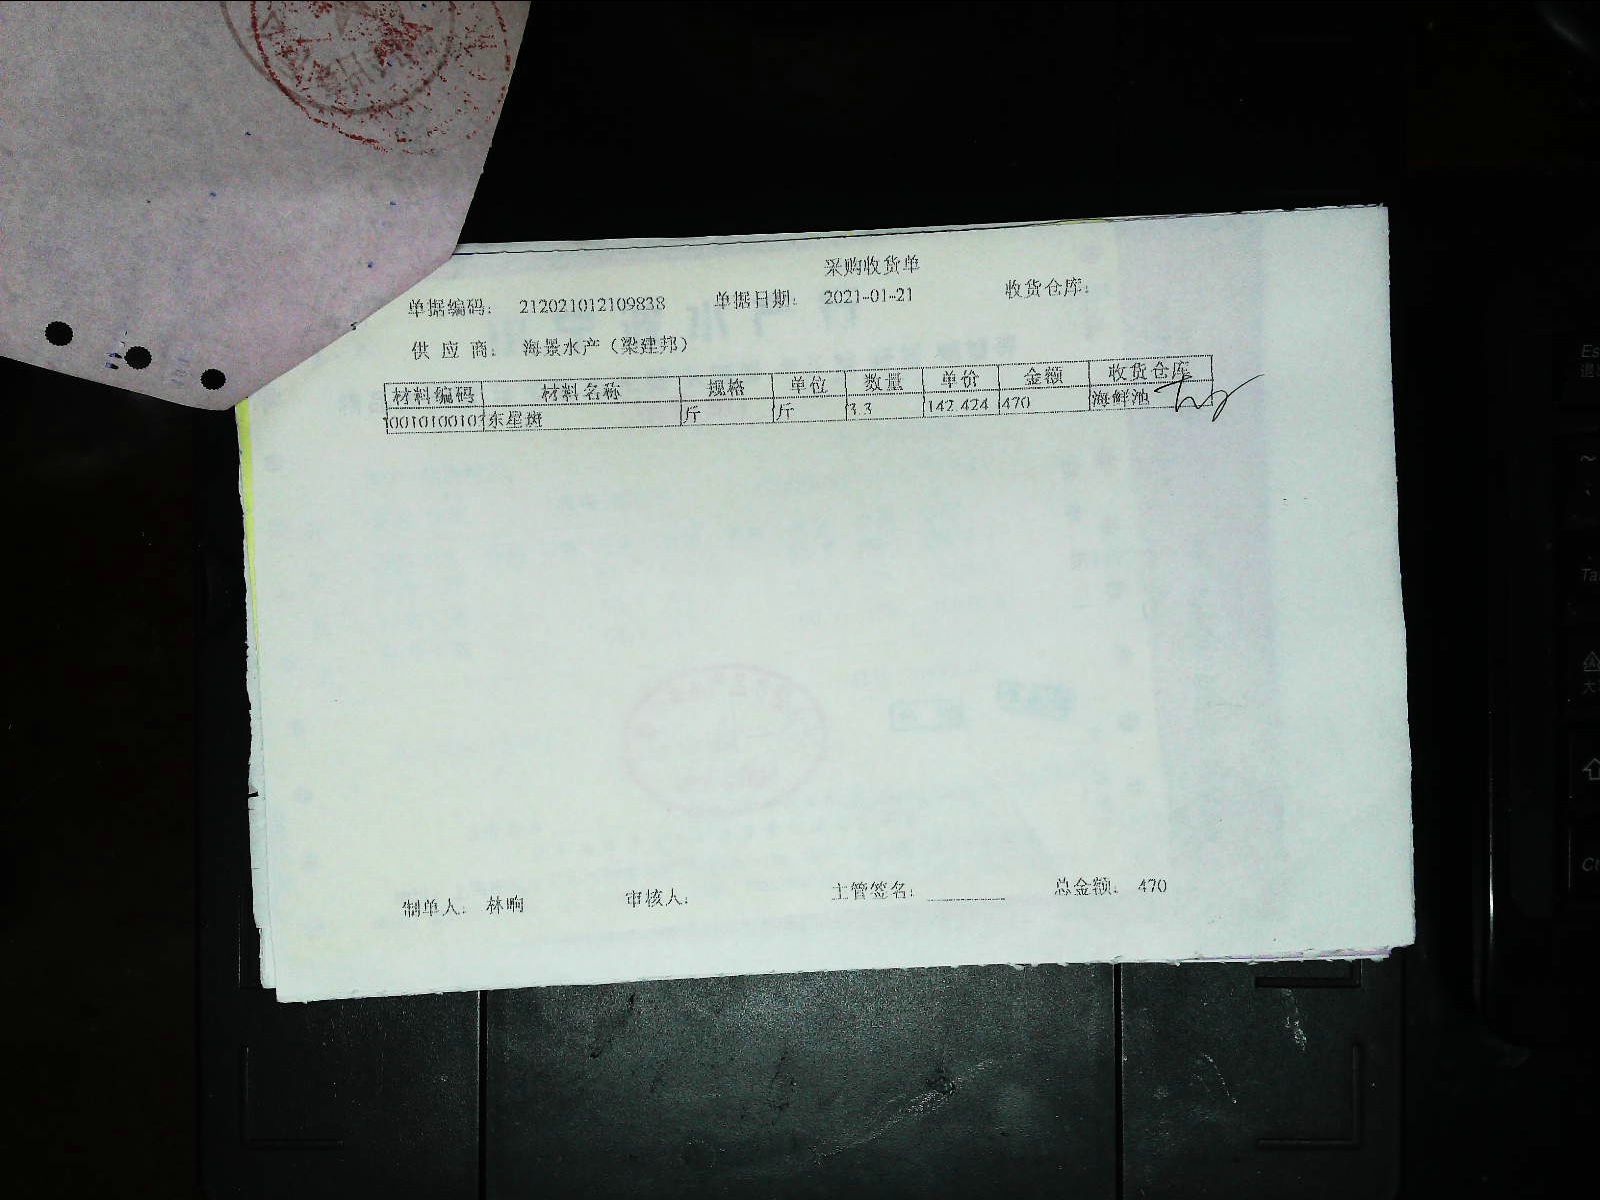 采购收货单
单据编码： 212021012109838 单据日期： 2021-01-21 收货仓库：
供 应 商： 海景水产（梁建邦）
材料编码 材料名称 规格 单位 数量 单价 金额 收货仓库
东星斑 斤 斤 3.3 142.424 470 海鲜池
制单人： 林晌 审核人： 主管签名： 总金额： 470